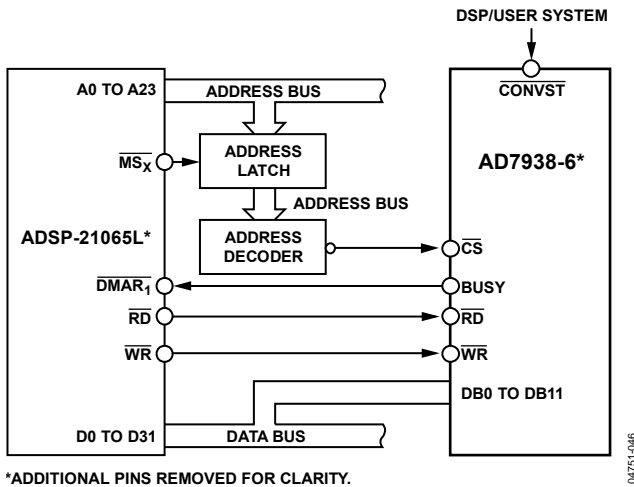 DSP/USER SYSTEM
A0 TO A23
ADDRESS BUS
CONVST
MSX
ADDRESS
LATCH
AD7938-6*
ADDRESS BUS
ADSP-21065L*
ADDRESS
DECODER
CS
DMAR1
BUSY
RD
RD
WR
WR
DB0 TO DB11
D0 TO D31
DATA BUS
*ADDITIONAL PINS REMOVED FOR CLARITY.
04751-046